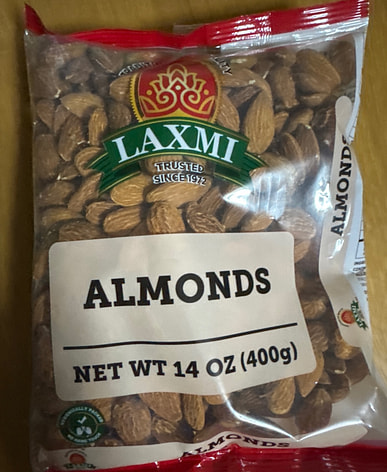 LAXMI
TRUSTED
SINCE 1972
ALMONDS
NET WT 14 OZ (400g)
ALMONDS
ALMONDS